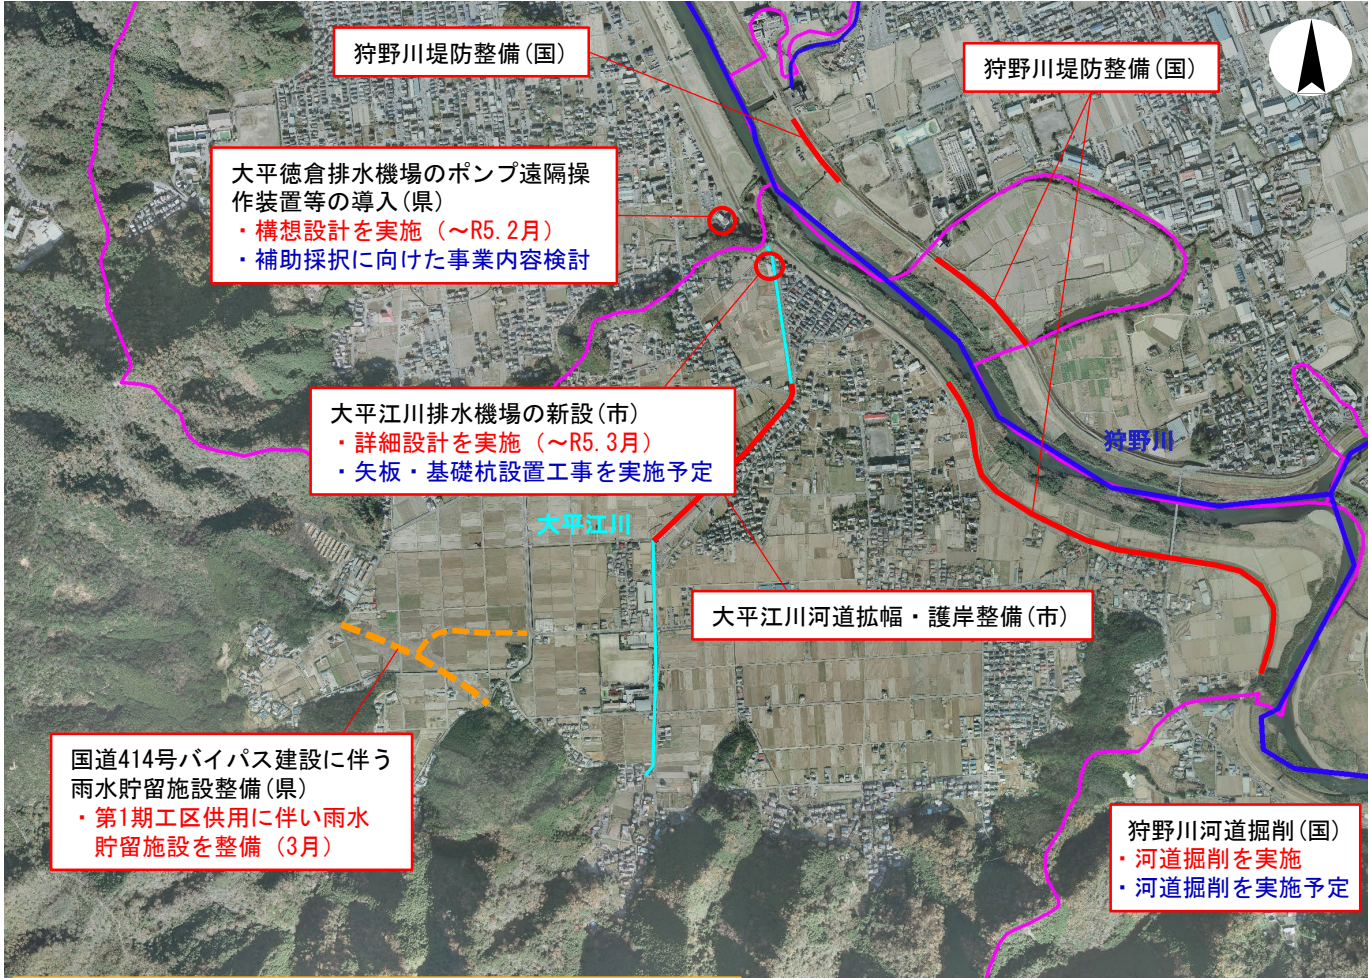 狩野川堤防整備(国)
狩野川堤防整備(国)
大平徳倉排水機場のポンプ遠隔操
作装置等の導入(県)
・構想設計を実施（～R5.2月）
・補助採択に向けた事業内容検討
大平江川排水機場の新設(市)
・詳細設計を実施（～R5.3月）
・矢板・基礎杭設置工事を実施予定
狩野川
大平江川
大平江川河道拡幅・護岸整備(市)
国道414号バイパス建設に伴う
雨水貯留施設整備(県)
・第1期工区供用に伴い雨水
貯留施設を整備（3月）
狩野川河道掘削(国)
・河道掘削を実施
・河道掘削を実施予定